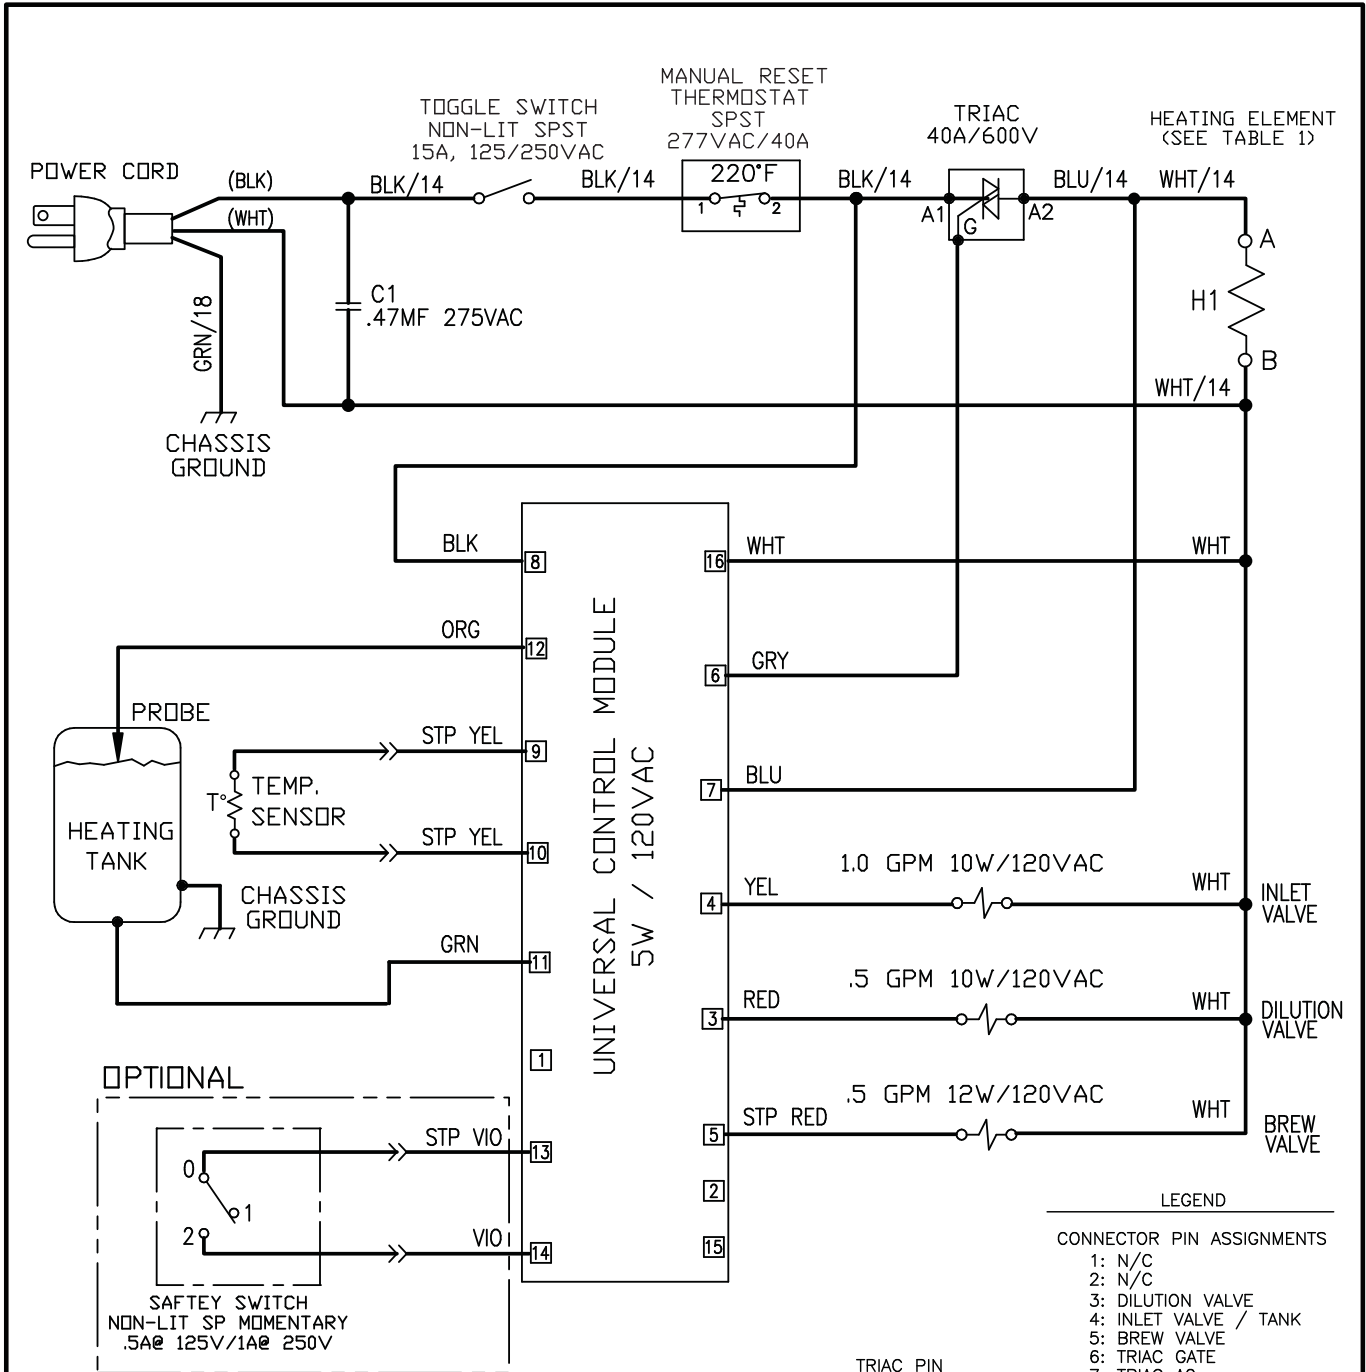 MANUAL RESET
THERMOSTAT
SPST
277VAC/40A
TOGGLE SWITCH
NON-LIT SPST
15A, 125/250VAC
TRIAC
40A/600V
HEATING ELEMENT
(SEE TABLE 1)
POWER CORD
(BLK)
BLK/14
BLK/14
220°F
1
2
BLK/14
A1
A2
G
BLU/14
WHT/14
(WHT)
A
GRN/18
C1
.47MF 275VAC
H1
B
WHT/14
CHASSIS
GROUND
BLK
8
16
WHT
WHT
ORG
12
6
GRY
PROBE
STP YEL
9
7
BLU
T°
TEMP.
SENSOR
HEATING
TANK
STP YEL
10
UNIVERSAL CONTROL MODULE
5W / 120VAC
1.0 GPM 10W/120VAC
4
YEL
WHT
INLET
VALVE
CHASSIS
GROUND
GRN
11
.5 GPM 10W/120VAC
3
RED
WHT
DILUTION
VALVE
1
OPTIONAL
.5 GPM 12W/120VAC
5
STP RED
WHT
BREW
VALVE
STP VIO
13
0
1
2
VIO
14
2
15
SAFTEY SWITCH
NON-LIT SP MOMENTARY
.5A@ 125V/1A@ 250V
LEGEND
CONNECTOR PIN ASSIGNMENTS
1: N/C
2: N/C
3: DILUTION VALVE
4: INLET VALVE / TANK
5: BREW VALVE
6: TRIAC GATE
TRIAC PIN